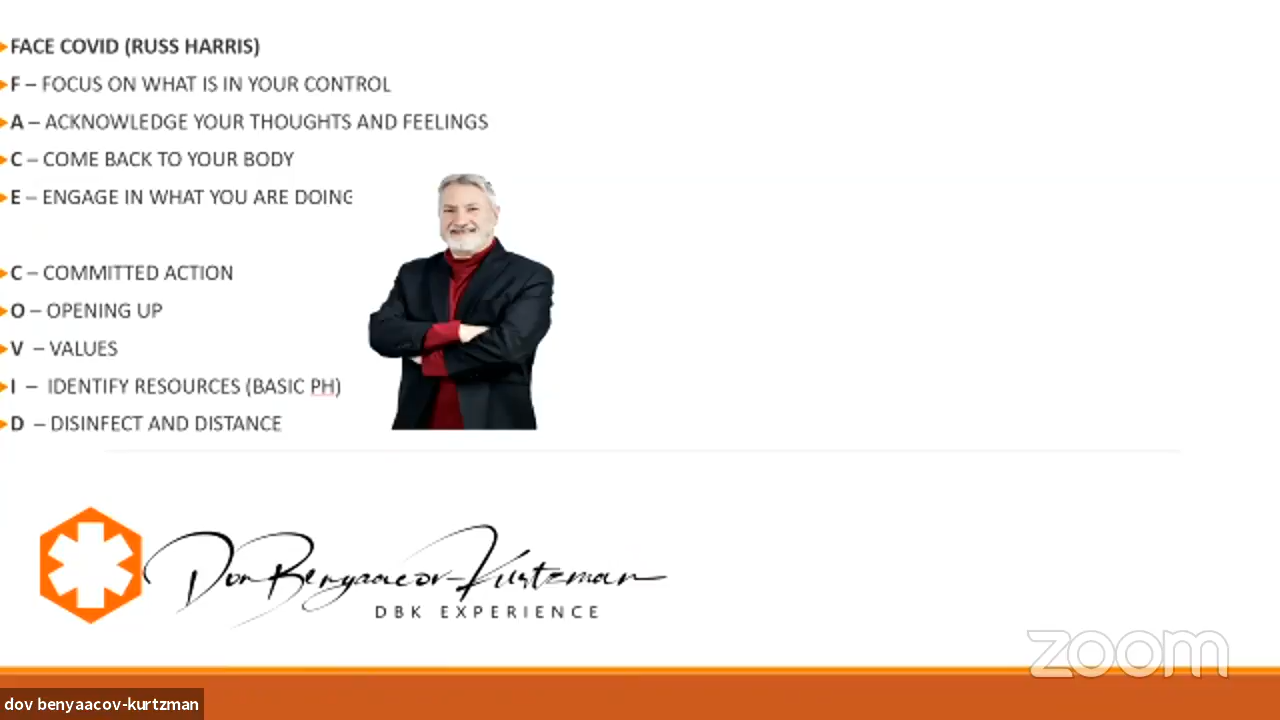 FACE COVID (RUSS HARRIS)
F – FOCUS ON WHAT IS IN YOUR CONTROL
A – ACKNOWLEDGE YOUR THOUGHTS AND FEELINGS
C – COME BACK TO YOUR BODY
E – ENGAGE IN WHAT YOU ARE DOING
C – COMMITTED ACTION
O – OPENING UP
V – VALUES
I – IDENTIFY RESOURCES (BASIC PH)
D – DISINFECT AND DISTANCE
Dov Benyaacov-Kurtzman
DBK EXPERIENCE
zoom
dov benyaacov-kurtzman